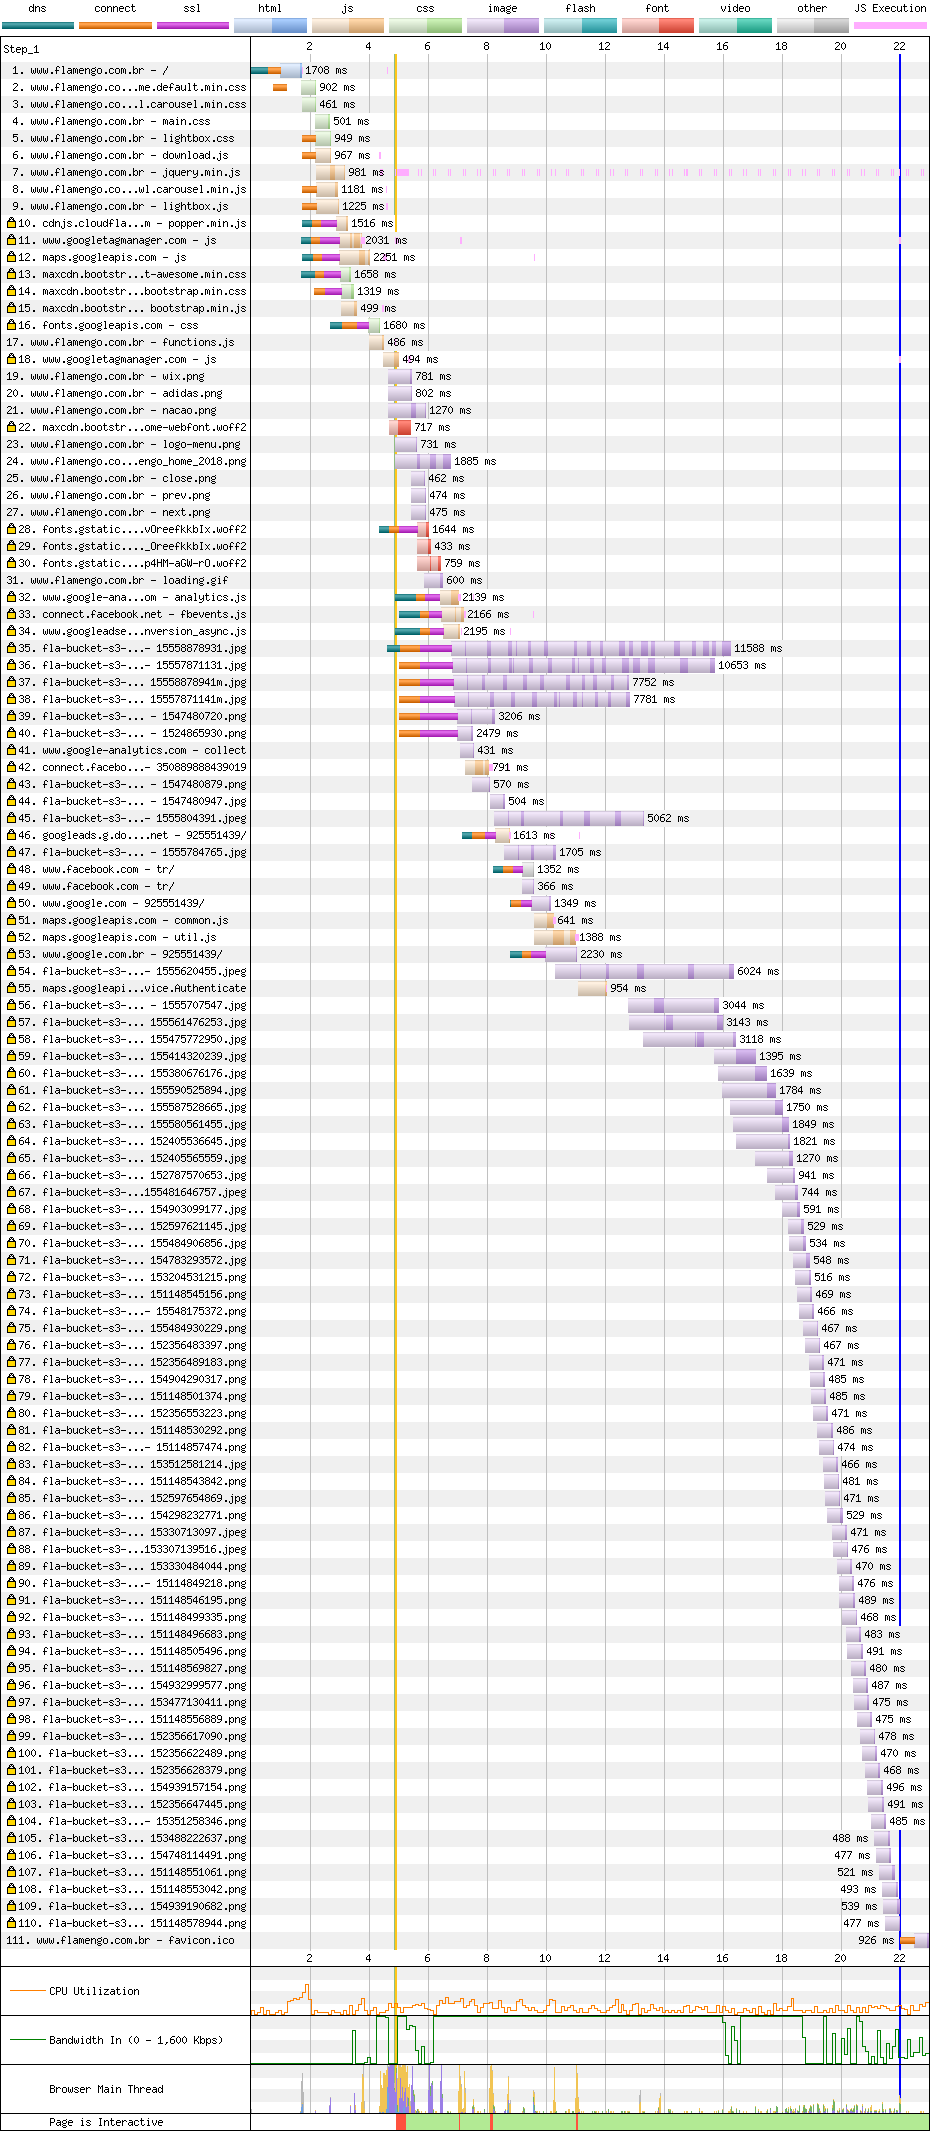 dns connect ssl html js css image flash font video other JS Execution
Step_1 2 4 6 8 10 12 14 16 18 20 22
1. www.flamengo.com.br - / 1708 ms
2. www.flamengo.co...me.default.min.css 902 ms
3. www.flamengo.co...l.carousel.min.css 461 ms
4. www.flamengo.com.br - main.css 501 ms
5. www.flamengo.com.br - lightbox.css 949 ms
6. www.flamengo.com.br - download.js 967 ms
7. www.flamengo.com.br - jquery.min.js 981 ms
8. www.flamengo.co...wl.carousel.min.js 1181 ms
9. www.flamengo.com.br - lightbox.js 1225 ms
10. cdnjs.cloudfla...m - popper.min.js 1516 ms
11. www.googletagmanager.com - js 2031 ms
12. maps.googleapis.com - js 2251 ms
13. maxcdn.bootstr...t-awesome.min.css 1658 ms
14. maxcdn.bootstr...bootstrap.min.css 1319 ms
15. maxcdn.bootstr... bootstrap.min.js 499 ms
16. fonts.googleapis.com - css 1680 ms
17. www.flamengo.com.br - functions.js 486 ms
18. www.googletagmanager.com - js 494 ms
19. www.flamengo.com.br - wix.png 781 ms
20. www.flamengo.com.br - adidas.png 802 ms
21. www.flamengo.com.br - nacao.png 1270 ms
22. maxcdn.bootstr...ome-webfont.woff2 717 ms
23. www.flamengo.com.br - logo-menu.png 731 ms
24. www.flamengo.co...engo_home_2018.png 1885 ms
25. www.flamengo.com.br - close.png 462 ms
26. www.flamengo.com.br - prev.png 474 ms
27. www.flamengo.com.br - next.png 475 ms
28. fonts.gstatic....vOreefkkbIx.woff2 1644 ms
29. fonts.gstatic...._OreefkkbIx.woff2 433 ms
30. fonts.gstatic....p4HM-aGW-rO.woff2 759 ms
31. www.flamengo.com.br - loading.gif 600 ms
32. www.google-ana...om - analytics.js 2139 ms
33. connect.facebook.net - fbevents.js 2166 ms
34. www.googleadse...nversion_async.js 2195 ms
35. fla-bucket-s3-... - 15558878931.jpg 11588 ms
36. fla-bucket-s3-... - 15557871131.jpg 10653 ms
37. fla-bucket-s3-... - 15558878941m.jpg 7752 ms
38. fla-bucket-s3-... - 15557871141m.jpg 7781 ms
39. fla-bucket-s3-... - 1547480720.png 3206 ms
40. fla-bucket-s3-... - 1524865930.png 2479 ms
41. www.google-analytics.com - collect 431 ms
42. connect.facebo...- 350889888439019 791 ms
43. fla-bucket-s3-... - 1547480879.png 570 ms
44. fla-bucket-s3-... - 1547480947.jpg 504 ms
45. fla-bucket-s3-...- 1555804391.jpeg 5062 ms
46. googleads.g.do....net - 925551439/ 1613 ms
47. fla-bucket-s3-... - 1555784765.jpg 1705 ms
48. www.facebook.com - tr/ 1352 ms
49. www.facebook.com - tr/ 366 ms
50. www.google.com - 925551439/ 1349 ms
51. maps.googleapis.com - common.js 641 ms
52. maps.googleapis.com - util.js 1388 ms
53. www.google.com.br - 925551439/ 2230 ms
54. fla-bucket-s3-...- 1555620455.jpeg 6024 ms
55. maps.googleapi...vice.Authenticate 954 ms
56. fla-bucket-s3-... - 1555707547.jpg 3044 ms
57. fla-bucket-s3-... 155561476253.jpg 3143 ms
58. fla-bucket-s3-... 155475772950.jpg 3118 ms
59. fla-bucket-s3-... 155414320239.jpg 1395 ms
60. fla-bucket-s3-... 155380676176.jpg 1639 ms
61. fla-bucket-s3-... 155590525894.jpg 1784 ms
62. fla-bucket-s3-... 155587528665.jpg 1750 ms
63. fla-bucket-s3-... 155580561455.jpg 1849 ms
64. fla-bucket-s3-... 152405536645.jpg 1821 ms
65. fla-bucket-s3-... 152405565559.jpg 1270 ms
66. fla-bucket-s3-... 152787570653.jpg 941 ms
67. fla-bucket-s3-...155481646757.jpeg 744 ms
68. fla-bucket-s3-... 154903099177.jpg 591 ms
69. fla-bucket-s3-... 152597621145.jpg 529 ms
70. fla-bucket-s3-... 155484906856.jpg 534 ms
71. fla-bucket-s3-... 154783293572.jpg 548 ms
72. fla-bucket-s3-... 153204531215.png 516 ms
73. fla-bucket-s3-... 151148545156.png 469 ms
74. fla-bucket-s3-...- 15548175372.png 466 ms
75. fla-bucket-s3-... 155484930229.png 467 ms
76. fla-bucket-s3-... 152356483397.png 467 ms
77. fla-bucket-s3-... 152356489183.png 471 ms
78. fla-bucket-s3-... 154904290317.png 485 ms
79. fla-bucket-s3-... 151148501374.png 485 ms
80. fla-bucket-s3-... 152356553223.png 471 ms
81. fla-bucket-s3-... 151148530292.png 486 ms
82. fla-bucket-s3-...- 15114857474.png 474 ms
83. fla-bucket-s3-... 153512581214.jpg 466 ms
84. fla-bucket-s3-... 151148543842.png 481 ms
85. fla-bucket-s3-... 152597654869.jpg 471 ms
86. fla-bucket-s3-... 154298232771.png 529 ms
87. fla-bucket-s3-... 15330713097.jpeg 471 ms
88. fla-bucket-s3-...153307139516.jpeg 476 ms
89. fla-bucket-s3-... 153330484044.png 470 ms
90. fla-bucket-s3-...- 15114849218.png 476 ms
91. fla-bucket-s3-... 151148546195.png 489 ms
92. fla-bucket-s3-... 151148499335.png 468 ms
93. fla-bucket-s3-... 151148496683.png 483 ms
94. fla-bucket-s3-... 151148505496.png 491 ms
95. fla-bucket-s3-... 151148569827.png 480 ms
96. fla-bucket-s3-... 154932999577.png 487 ms
97. fla-bucket-s3-... 153477130411.png 475 ms
98. fla-bucket-s3-... 151148556889.png 475 ms
99. fla-bucket-s3-... 152356617090.png 478 ms
100. fla-bucket-s3... 152356622489.png 470 ms
101. fla-bucket-s3... 152356628379.png 468 ms
102. fla-bucket-s3... 154939157154.png 496 ms
103. fla-bucket-s3... 152356647445.png 491 ms
104. fla-bucket-s3...- 15351258346.png 485 ms
105. fla-bucket-s3... 153488222637.png 488 ms
106. fla-bucket-s3... 154748114491.png 477 ms
107. fla-bucket-s3... 151148551061.png 521 ms
108. fla-bucket-s3... 151148553042.png 493 ms
109. fla-bucket-s3... 154939190682.png 539 ms
110. fla-bucket-s3... 151148578944.png 477 ms
111. www.flamengo.com.br - favicon.ico 926 ms
2 4 6 8 10 12 14 16 18 20 22
CPU Utilization
Bandwidth In (0 - 1,600 Kbps)
Browser Main Thread
Page is Interactive